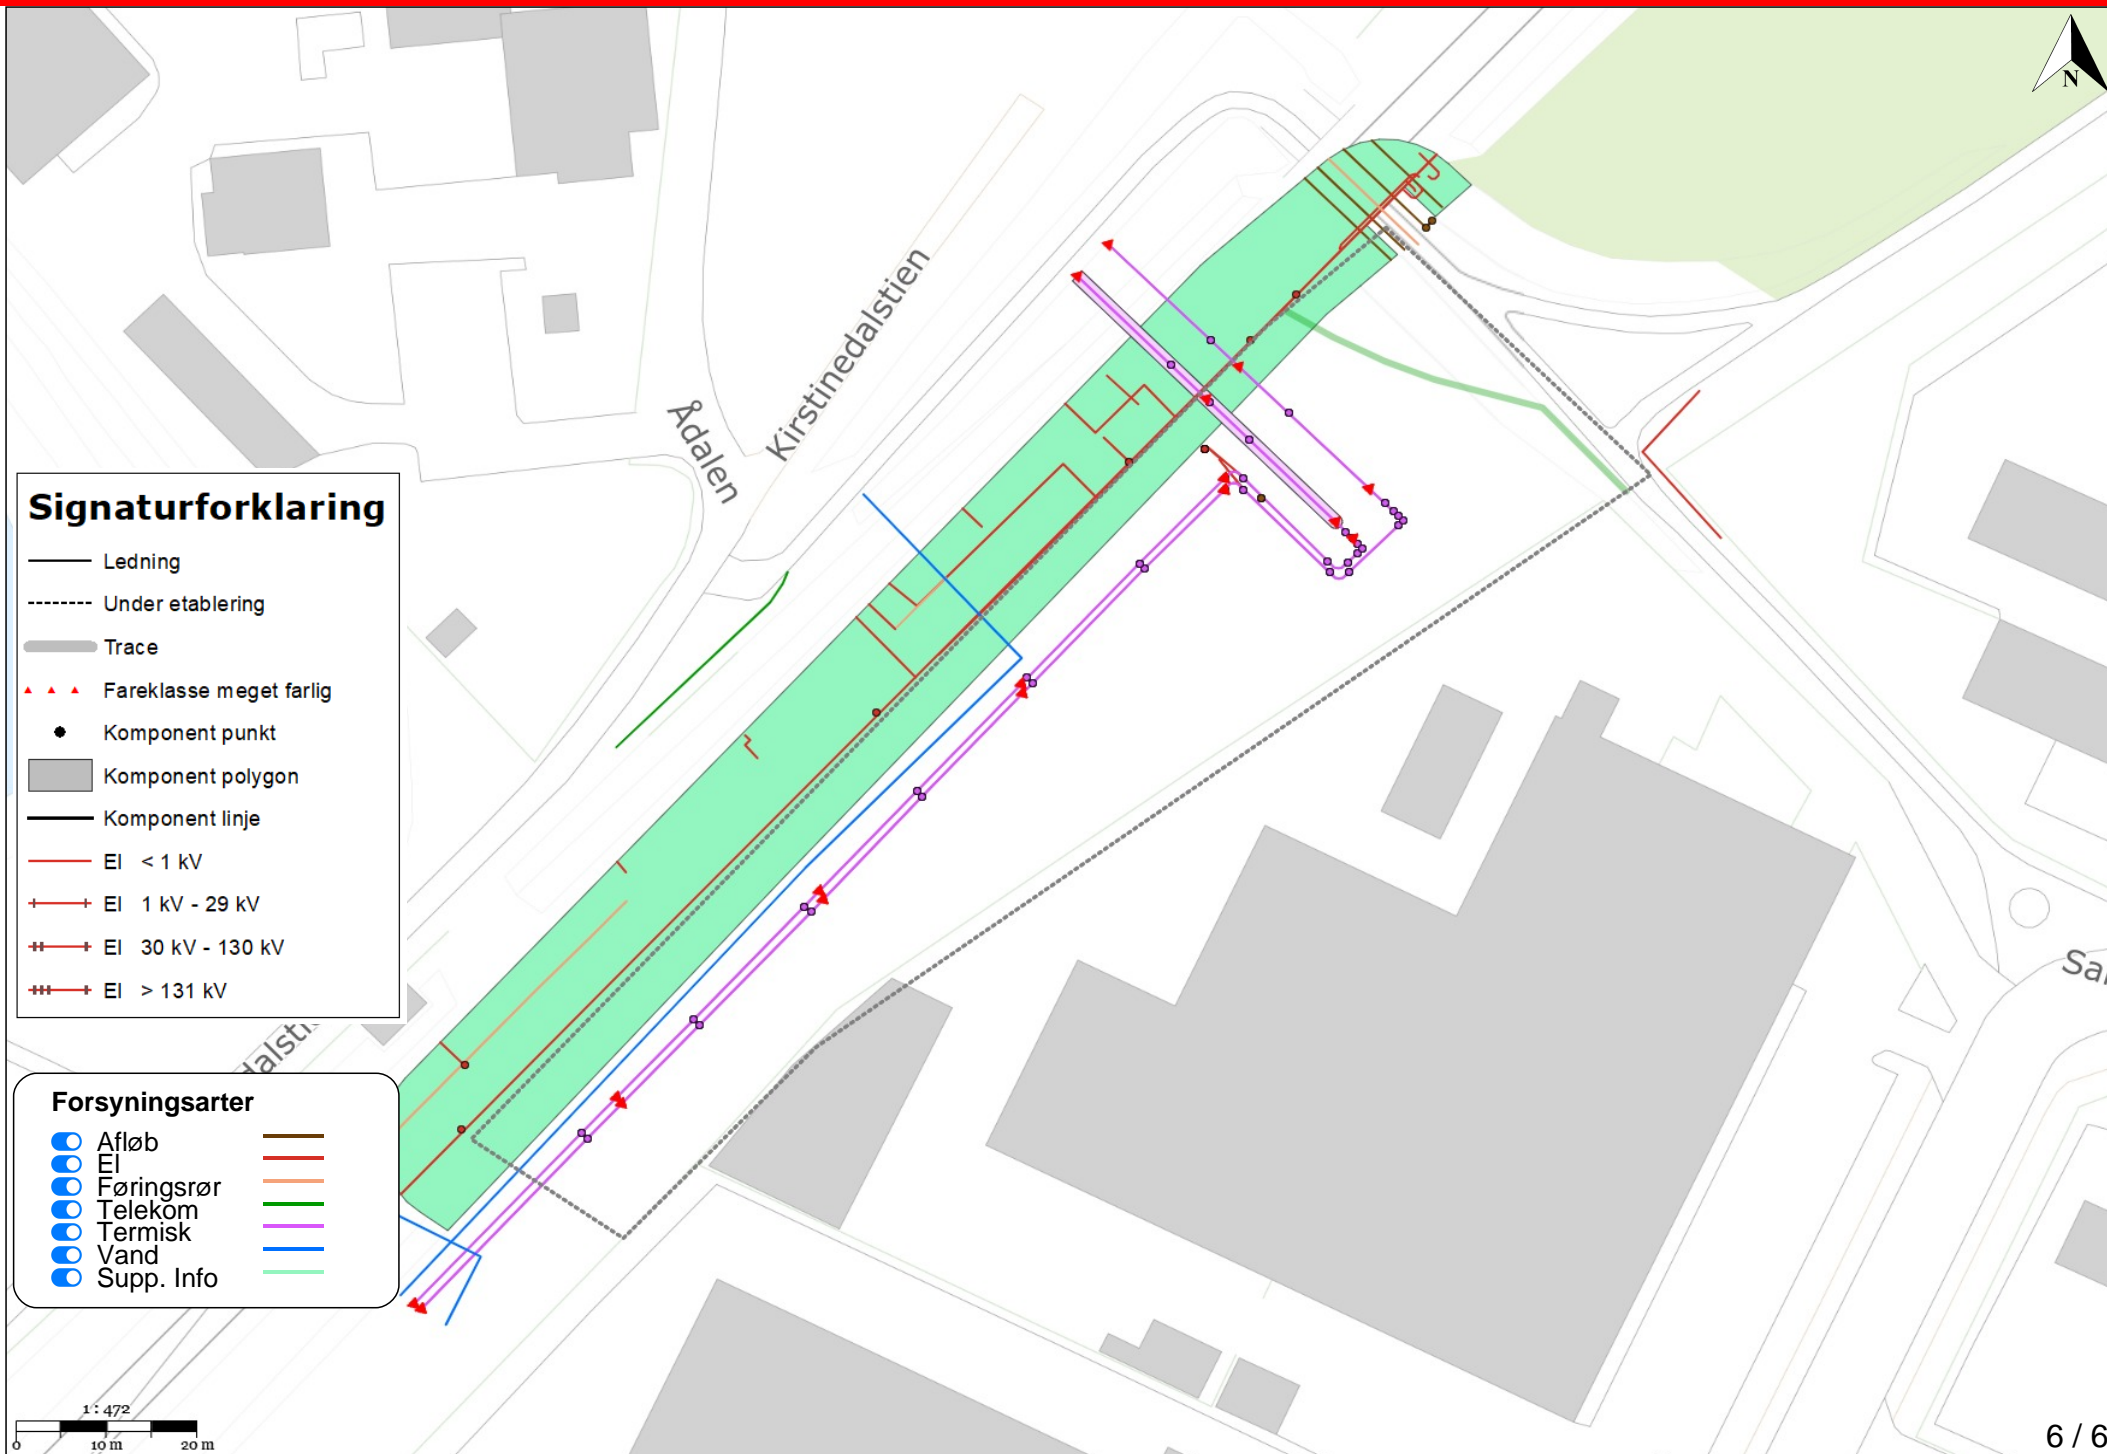 N
Kirstinedalstien
Ådalen
Signaturforklaring
Ledning
Under etablering
Trace
Fareklasse meget farlig
Komponent punkt
Komponent polygon
Komponent linje
El < 1 kV
El 1 kV - 29 kV
El 30 kV - 130 kV
El > 131 kV
Sa
dalsti
Forsyningsarter
Afløb
El
Føringsrør
Telekom
Termisk
Vand
Supp. Info
1 : 472
0 10 m 20 m
6 / 6